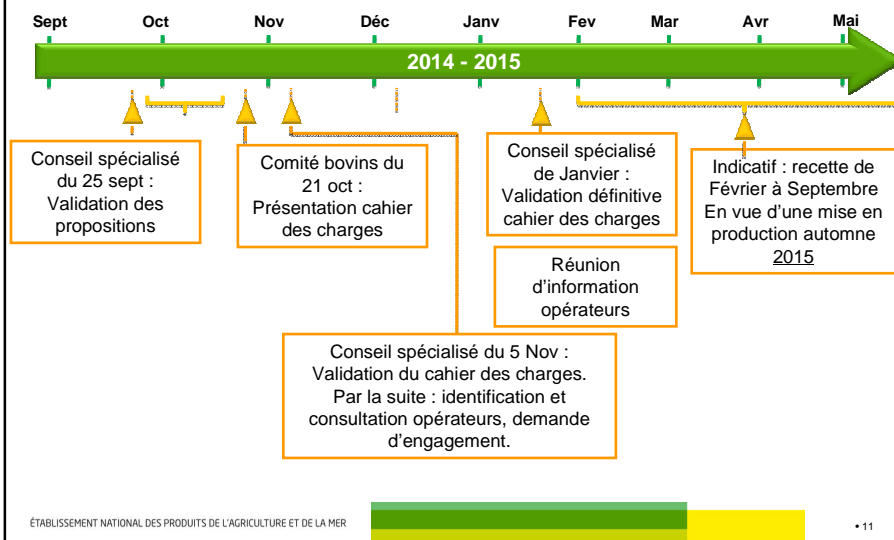 Sept Oct Nov Déc Janv Fev Mar Avr Mai
2014 - 2015
Conseil spécialisé
du 25 sept :
Validation des
propositions
Comité bovins du
21 oct :
Présentation cahier
des charges
Conseil spécialisé
de Janvier :
Validation définitive
cahier des charges
Indicatif : recette de
Février à Septembre
En vue d’une mise en
production automne
2015
Réunion
d’information
opérateurs
Conseil spécialisé du 5 Nov :
Validation du cahier des charges.
Par la suite : identification et
consultation opérateurs, demande
d’engagement.
ÉTABLISSEMENT NATIONAL DES PRODUITS DE L'AGRICULTURE ET DE LA MER
• 11